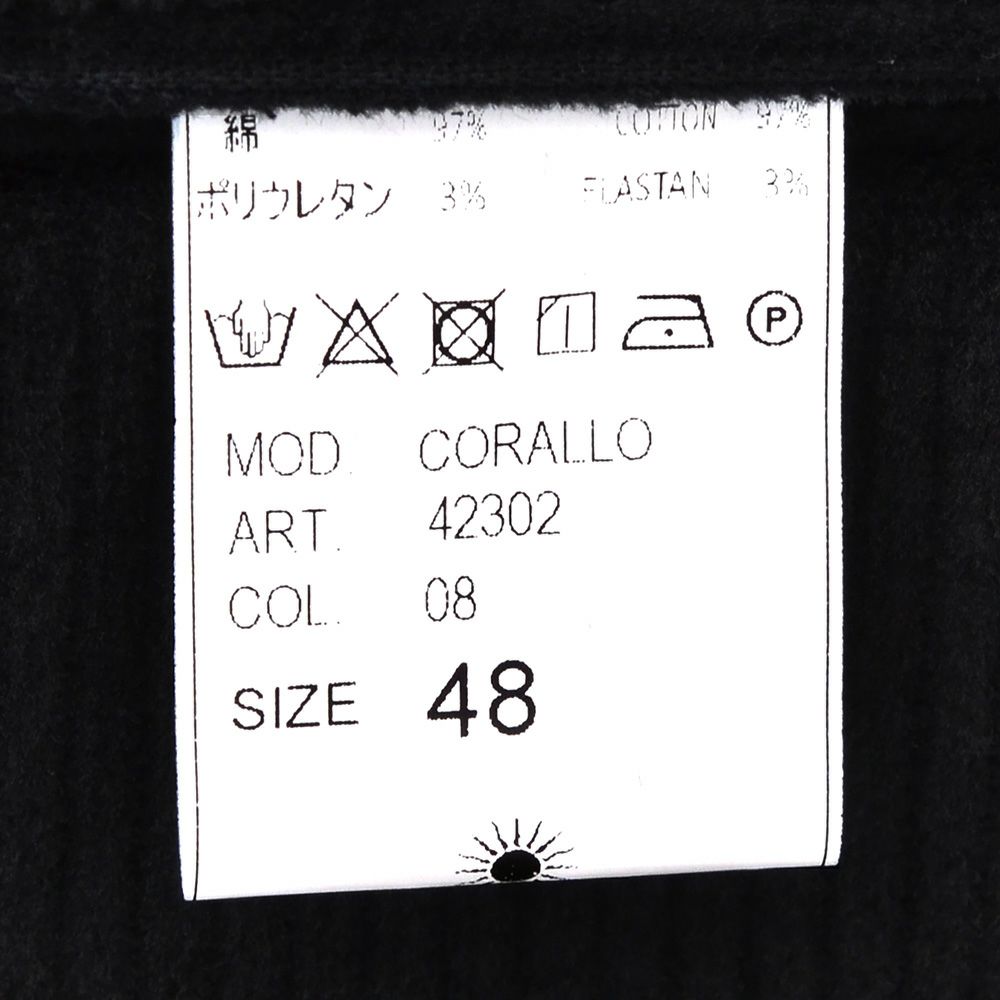 綿 97% COTTON 97%
ポリウレタン 3% ELASTAN 3%
P
MOD. CORALLO
ART. 42302
COL. 08
SIZE 48